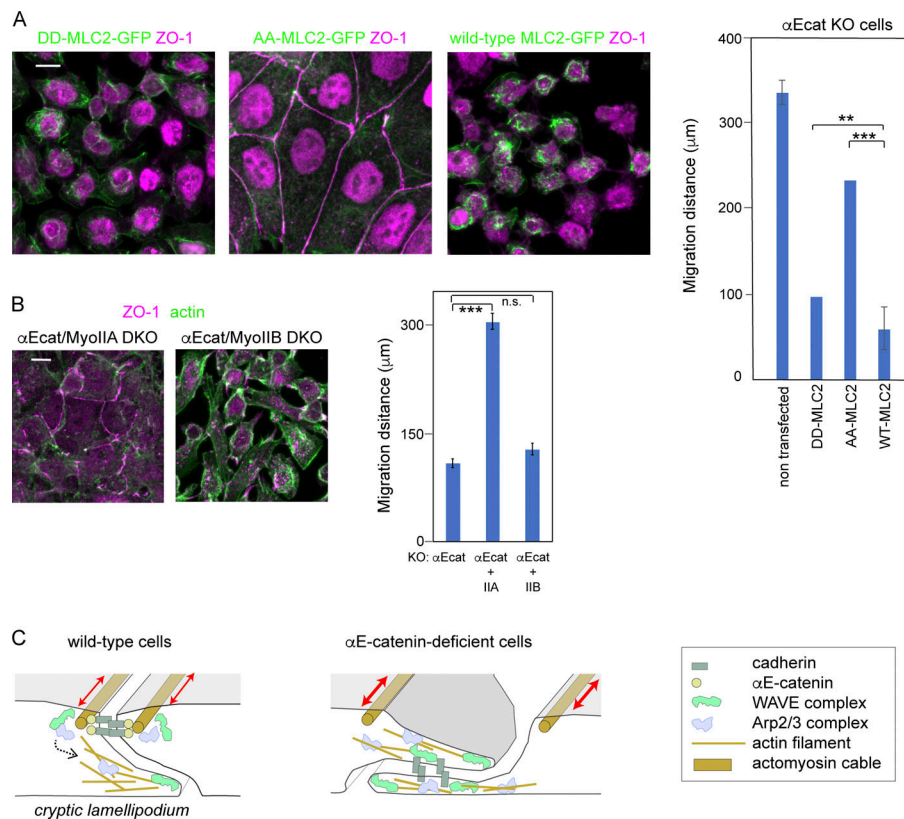 A
DD-MLC2-GFP ZO-1
AA-MLC2-GFP ZO-1
wild-type MLC2-GFP ZO-1
αEcat KO cells
Migration distance (μm)
400
300
200
100
0
**
***
non transfected
DD-MLC2
AA-MLC2
WT-MLC2
B
ZO-1 actin
αEcat/MyoIIA DKO
αEcat/MyoIIB DKO
Migration dsitance (μm)
300
150
0
n.s.
***
KO: αEcat
αEcat
+
IIA
αEcat
+
IIB
C
wild-type cells
αE-catenin-deficient cells
cryptic lamellipodium
cadherin
αE-catenin
WAVE complex
Arp2/3 complex
actin filament
actomyosin cable